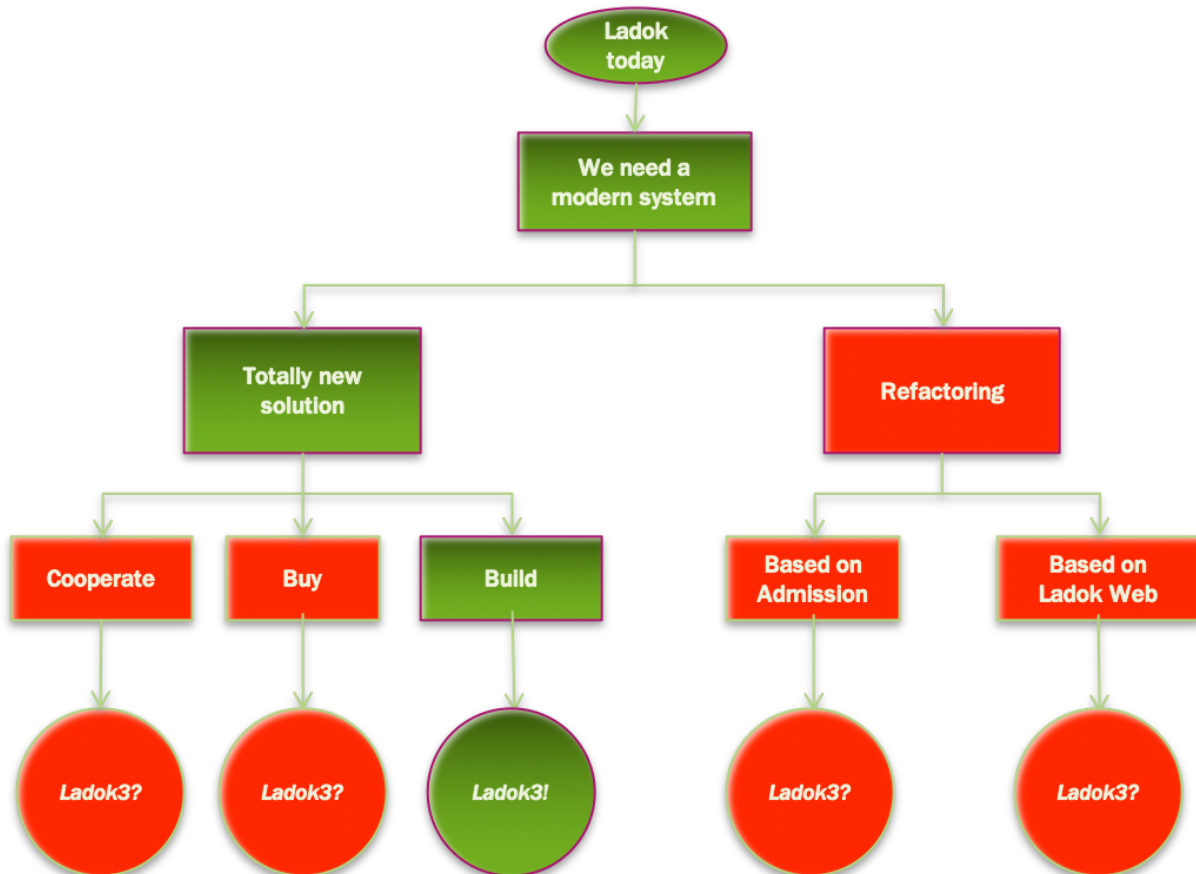 Ladok
today
We need a
modern system
Totally new
solution
Refactoring
Cooperate
Buy
Build
Based on
Admission
Based on
Ladok Web
Ladok3?
Ladok3?
Ladok3!
Ladok3?
Ladok3?